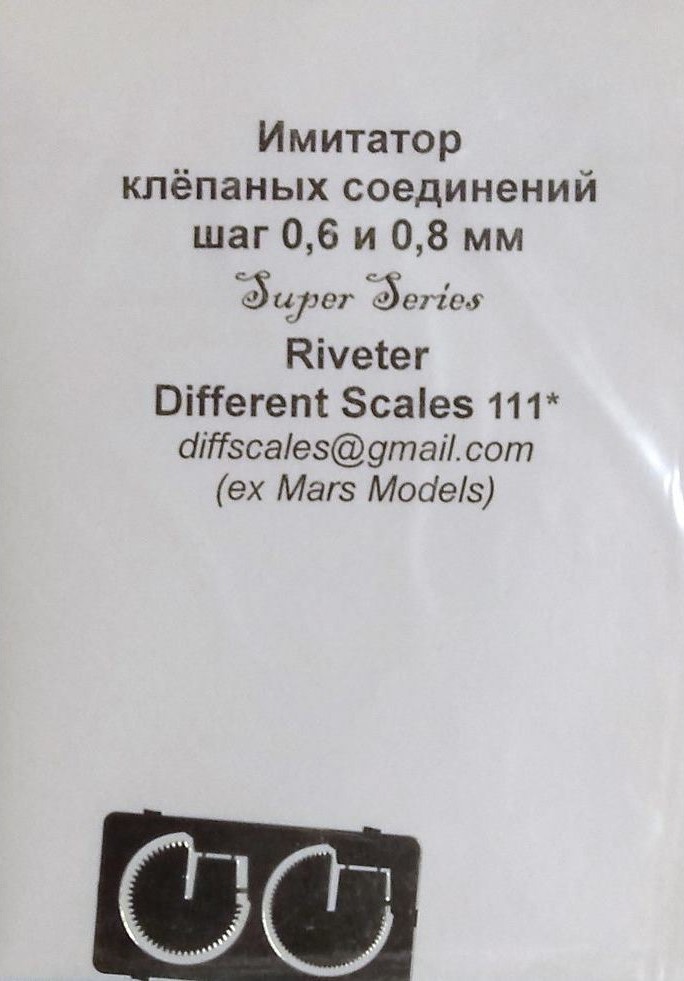 Имитатор
клёпаных соединений
шаг 0,6 и 0,8 мм
Super Series
Riveter
Different Scales 111*
diffscales@gmail.com
(ex Mars Models)